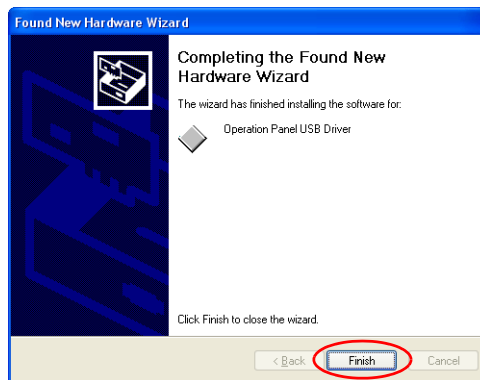 Found New Hardware Wizard
Completing the Found New
Hardware Wizard
The wizard has finished installing the software for:
Operation Panel USB Driver
Click Finish to close the wizard.
< Back
Finish
Cancel